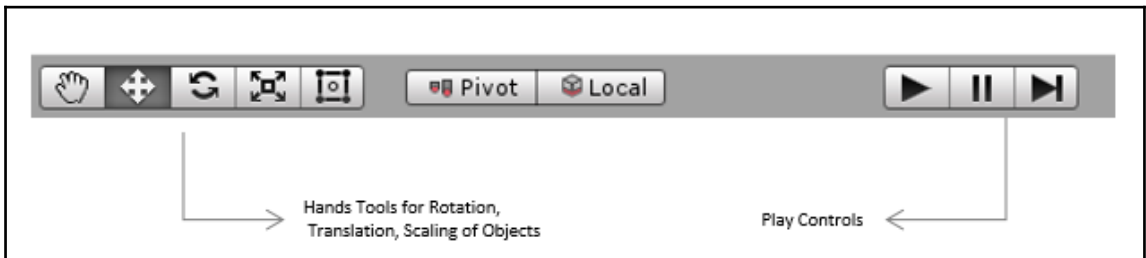 Pivot Local
Hands Tools for Rotation,
Translation, Scaling of Objects
Play Controls